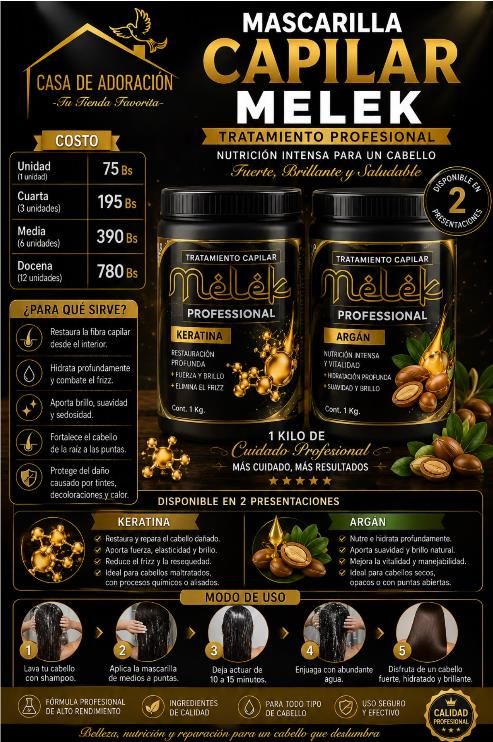 CASA DE ADORACIÓN
-Tu Tienda Favorita-
MASCARILLA
CAPILAR
MELEK
TRATAMIENTO PROFESIONAL
NUTRICIÓN INTENSA PARA UN CABELLO
Fuerte, Brillante y Saludable
DISPONIBLE EN
2
PRESENTACIONES
COSTO
Unidad
(1 unidad)
75 Bs
Cuarta
(3 unidades)
195 Bs
Media
(6 unidades)
390 Bs
Docena
(12 unidades)
780 Bs
¿PARA QUÉ SIRVE?
Restaura la fibra capilar
desde el interior.
Hidrata profundamente
y combate el frizz.
Aporta brillo, suavidad
y sedosidad.
Fortalece el cabello
de la raíz a las puntas.
Protege del daño
causado por tintes,
decoloraciones y calor.
TRATAMIENTO CAPILAR
Mèlèk
PROFESSIONAL
KERATINA
RESTAURACIÓN
PROFUNDA
+ FUERZA Y BRILLO
+ ELIMINA EL FRIZZ
Cont. 1 Kg.
TRATAMIENTO CAPILAR
Mèlèk
PROFESSIONAL
ARGÁN
NUTRICIÓN INTENSA
Y VITALIDAD
+ HIDRATACIÓN PROFUNDA
+ SUAVIDAD Y BRILLO
Cont. 1 Kg.
1 KILO DE
Cuidado Profesional
MÁS CUIDADO, MÁS RESULTADOS
DISPONIBLE EN 2 PRESENTACIONES
KERATINA
Restaura y repara el cabello dañado.
Aporta fuerza, elasticidad y brillo.
Reduce el frizz y la resequedad.
Ideal para cabellos maltratados,
con procesos químicos o alisados.
ARGÁN
Nutre e hidrata profundamente.
Aporta suavidad y brillo natural.
Mejora la vitalidad y manejabilidad.
Ideal para cabellos secos,
opacos o con puntas abiertas.
MODO DE USO
1
Lava tu cabello
con shampoo.
2
Aplica la mascarilla
de medios a puntas.
3
Deja actuar de
10 a 15 minutos.
4
Enjuaga con abundante
agua.
5
Disfruta de un cabello
fuerte, hidratado y brillante.
FÓRMULA PROFESIONAL
DE ALTO RENDIMIENTO
INGREDIENTES
DE CALIDAD
PARA TODO TIPO
DE CABELLO
USO SEGURO
Y EFECTIVO
CALIDAD
PROFESIONAL
Belleza, nutrición y reparación para un cabello que deslumbra